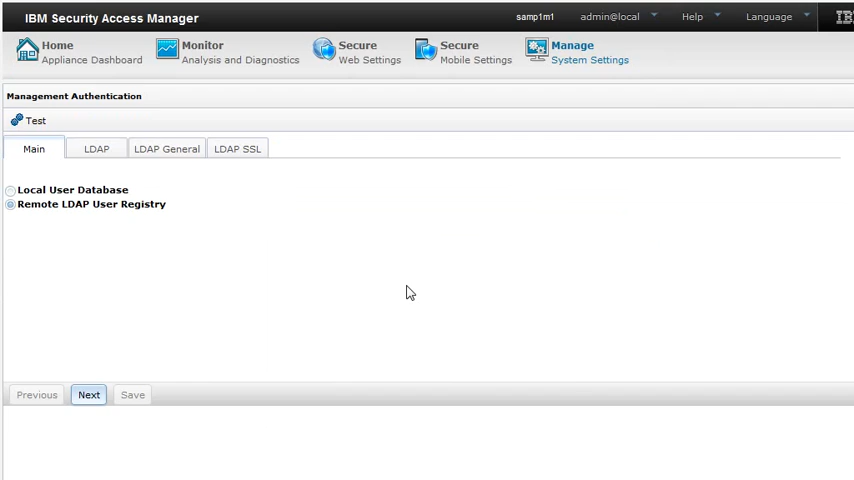 IBM Security Access Manager
samp1m1
admin@local
Help
Language
Home
Appliance Dashboard
Monitor
Analysis and Diagnostics
Secure
Web Settings
Secure
Mobile Settings
Manage
System Settings
Management Authentication
Test
Main
LDAP
LDAP General
LDAP SSL
Local User Database
Remote LDAP User Registry
Previous
Next
Save